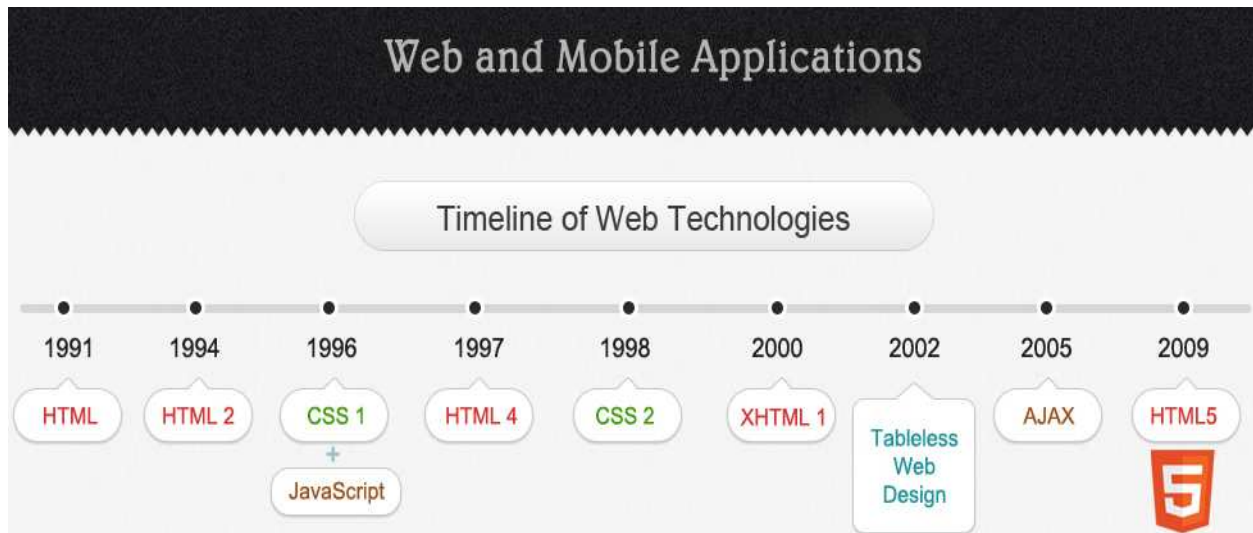 Web and Mobile Applications
Timeline of Web Technologies
1991 1994 1996 1997 1998 2000 2002 2005 2009
HTML HTML 2 CSS 1 HTML 4 CSS 2 XHTML 1 AJAX HTML5
+
JavaScript
Tableless
Web
Design
5